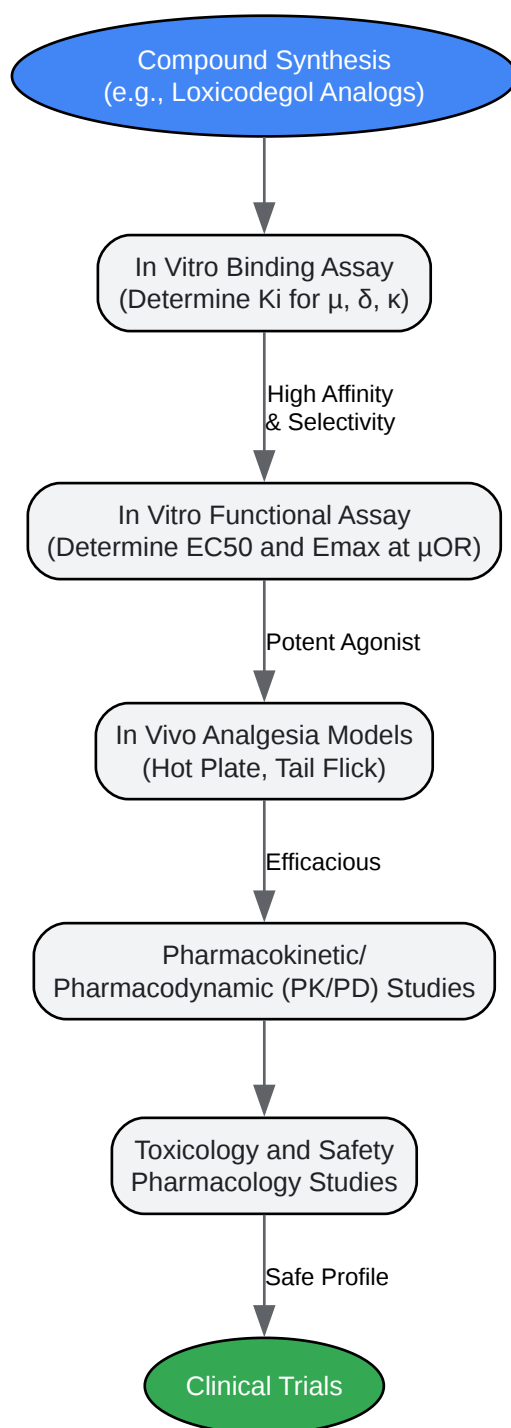 Compound Synthesis
(e.g., Loxicodegol Analogs)
In Vitro Binding Assay
(Determine Ki for μ, δ, κ)
High Affinity
& Selectivity
In Vitro Functional Assay
(Determine EC50 and Emax at μOR)
Potent Agonist
In Vivo Analgesia Models
(Hot Plate, Tail Flick)
Efficacious
Pharmacokinetic/
Pharmacodynamic (PK/PD) Studies
Toxicology and Safety
Pharmacology Studies
Safe Profile
Clinical Trials